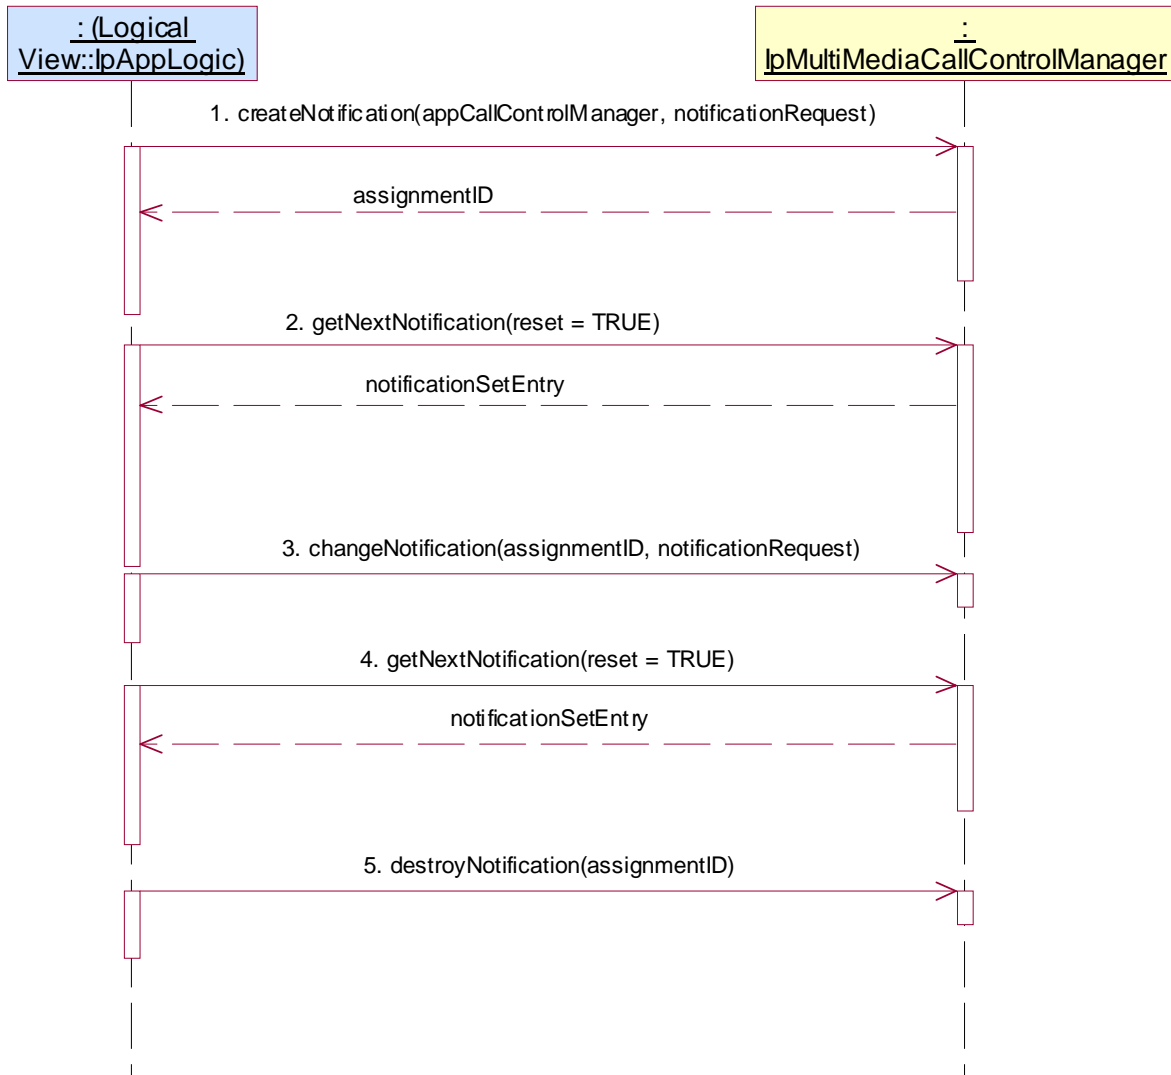 : (Logical
View::IpAppLogic)
:
IpMultiMediaCallControlManager
1. createNotification(appCallControlManager, notificationRequest)
assignmentID
2. getNextNotification(reset = TRUE)
notificationSetEntry
3. changeNotification(assignmentID, notificationRequest)
4. getNextNotification(reset = TRUE)
notificationSetEntry
5. destroyNotification(assignmentID)